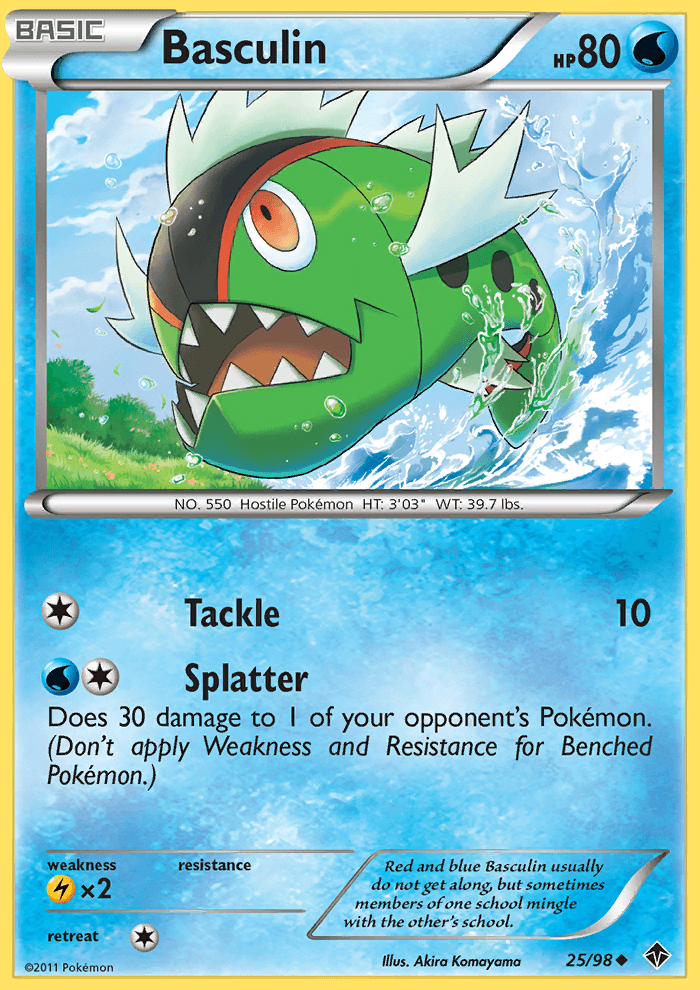 BASIC
Basculin
HP80
NO. 550 Hostile Pokémon HT: 3'03" WT: 39.7 lbs.
Tackle 10
Splatter
Does 30 damage to 1 of your opponent's Pokémon.
(Don't apply Weakness and Resistance for Benched
Pokémon.)
weakness
×2
resistance
retreat
Red and blue Basculin usually
do not get along, but sometimes
members of one school mingle
with the other's school.
©2011 Pokémon
Illus. Akira Komayama
25/98